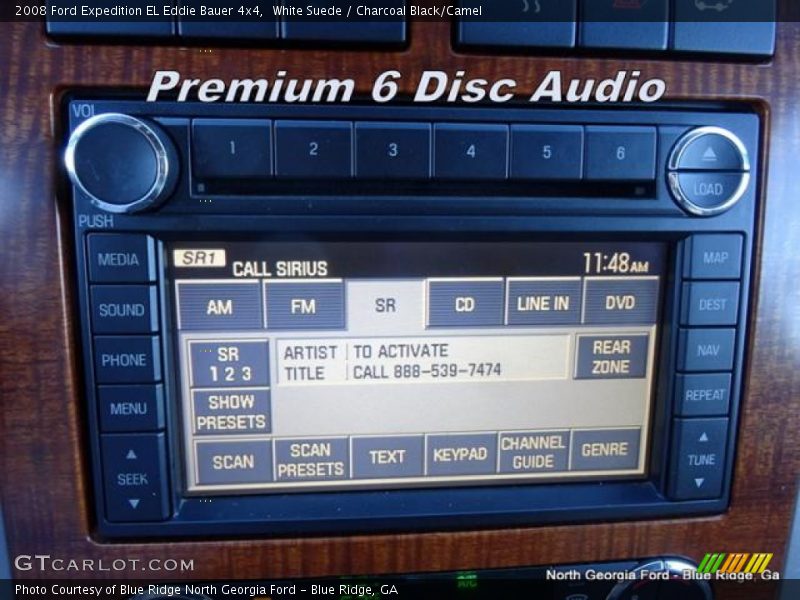 2008 Ford Expedition EL Eddie Bauer 4x4, White Suede / Charcoal Black/Camel
Premium 6 Disc Audio
VOL
1 2 3 4 5 6
LOAD
PUSH
MEDIA
SOUND
PHONE
MENU
SEEK
SR1 CALL SIRIUS 11:48AM
AM FM SR CD LINE IN DVD
SR 1 2 3
ARTIST TO ACTIVATE
TITLE CALL 888-539-7474
REAR ZONE
SHOW PRESETS
SCAN
SCAN PRESETS
TEXT
KEYPAD
CHANNEL GUIDE
GENRE
MAP
DEST
NAV
REPEAT
TUNE
A/C
GTCARLOT.COM
North Georgia Ford - Blue Ridge, Ga
Photo Courtesy of Blue Ridge North Georgia Ford - Blue Ridge, GA